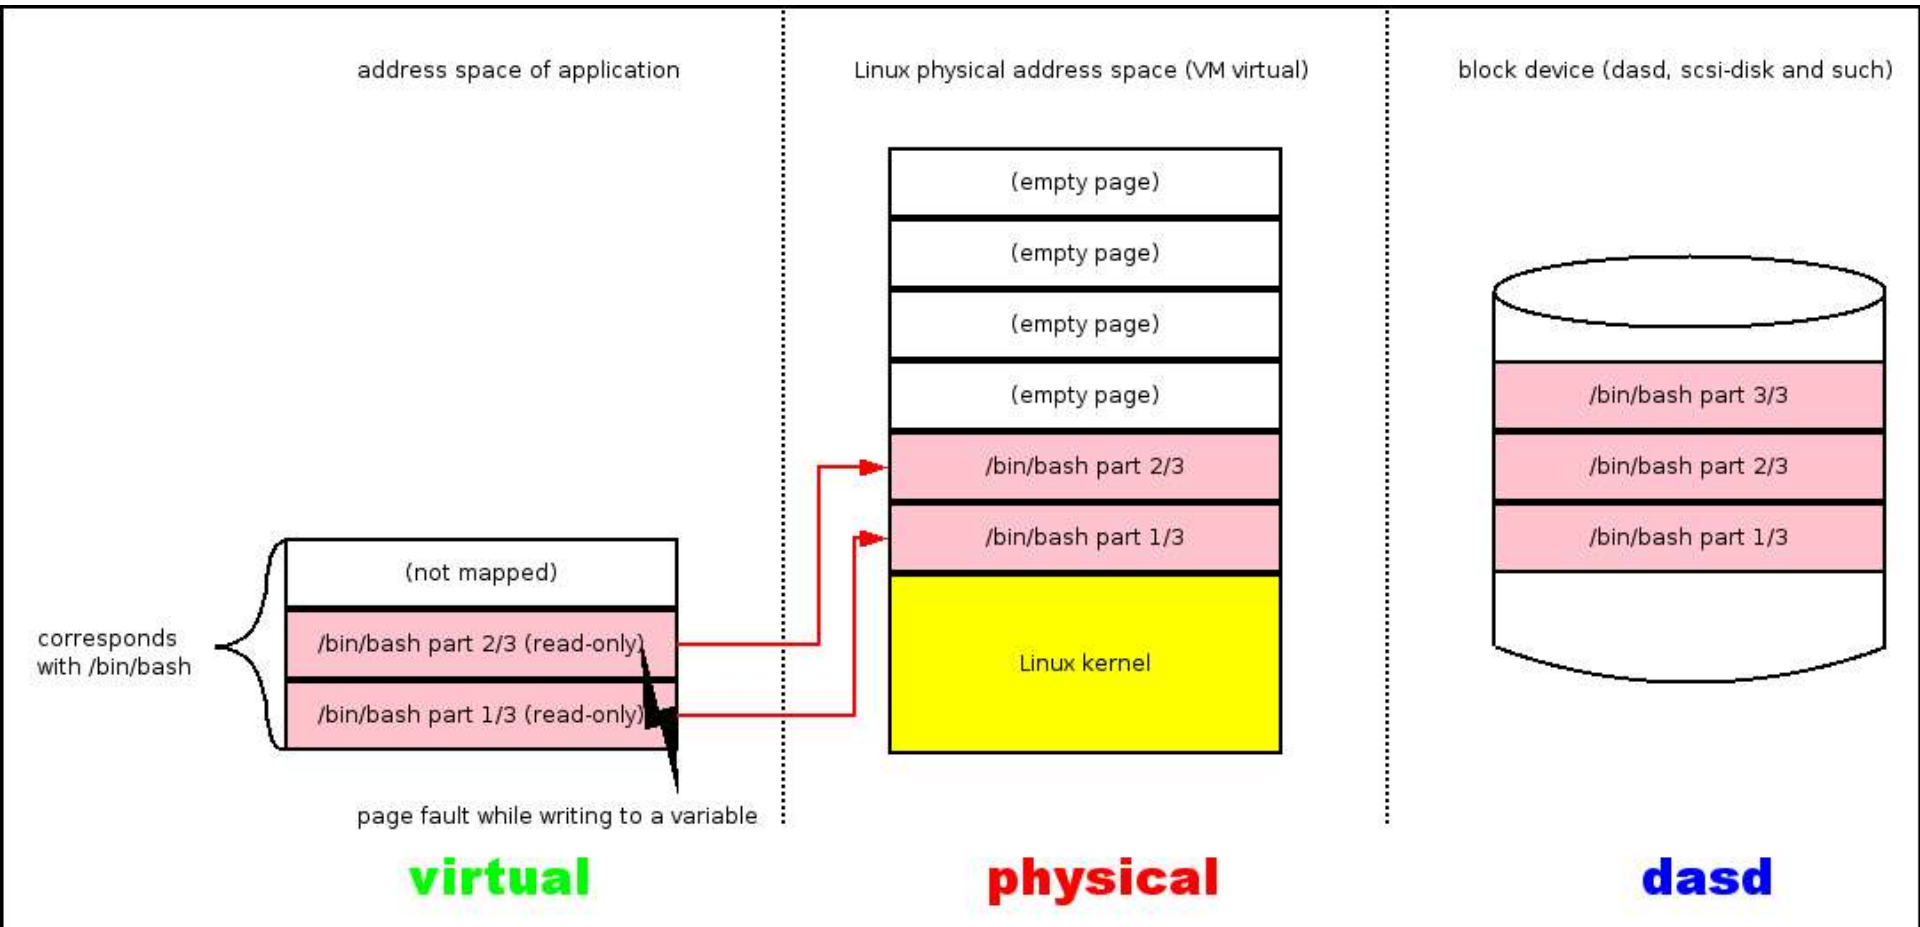 address space of application
Linux physical address space (VM virtual)
block device (dasd, scsi-disk and such)
corresponds
with /bin/bash
(not mapped)
/bin/bash part 2/3 (read-only)
/bin/bash part 1/3 (read-only)
page fault while writing to a variable
(empty page)
(empty page)
(empty page)
(empty page)
/bin/bash part 2/3
/bin/bash part 1/3
Linux kernel
/bin/bash part 3/3
/bin/bash part 2/3
/bin/bash part 1/3
virtual
physical
dasd